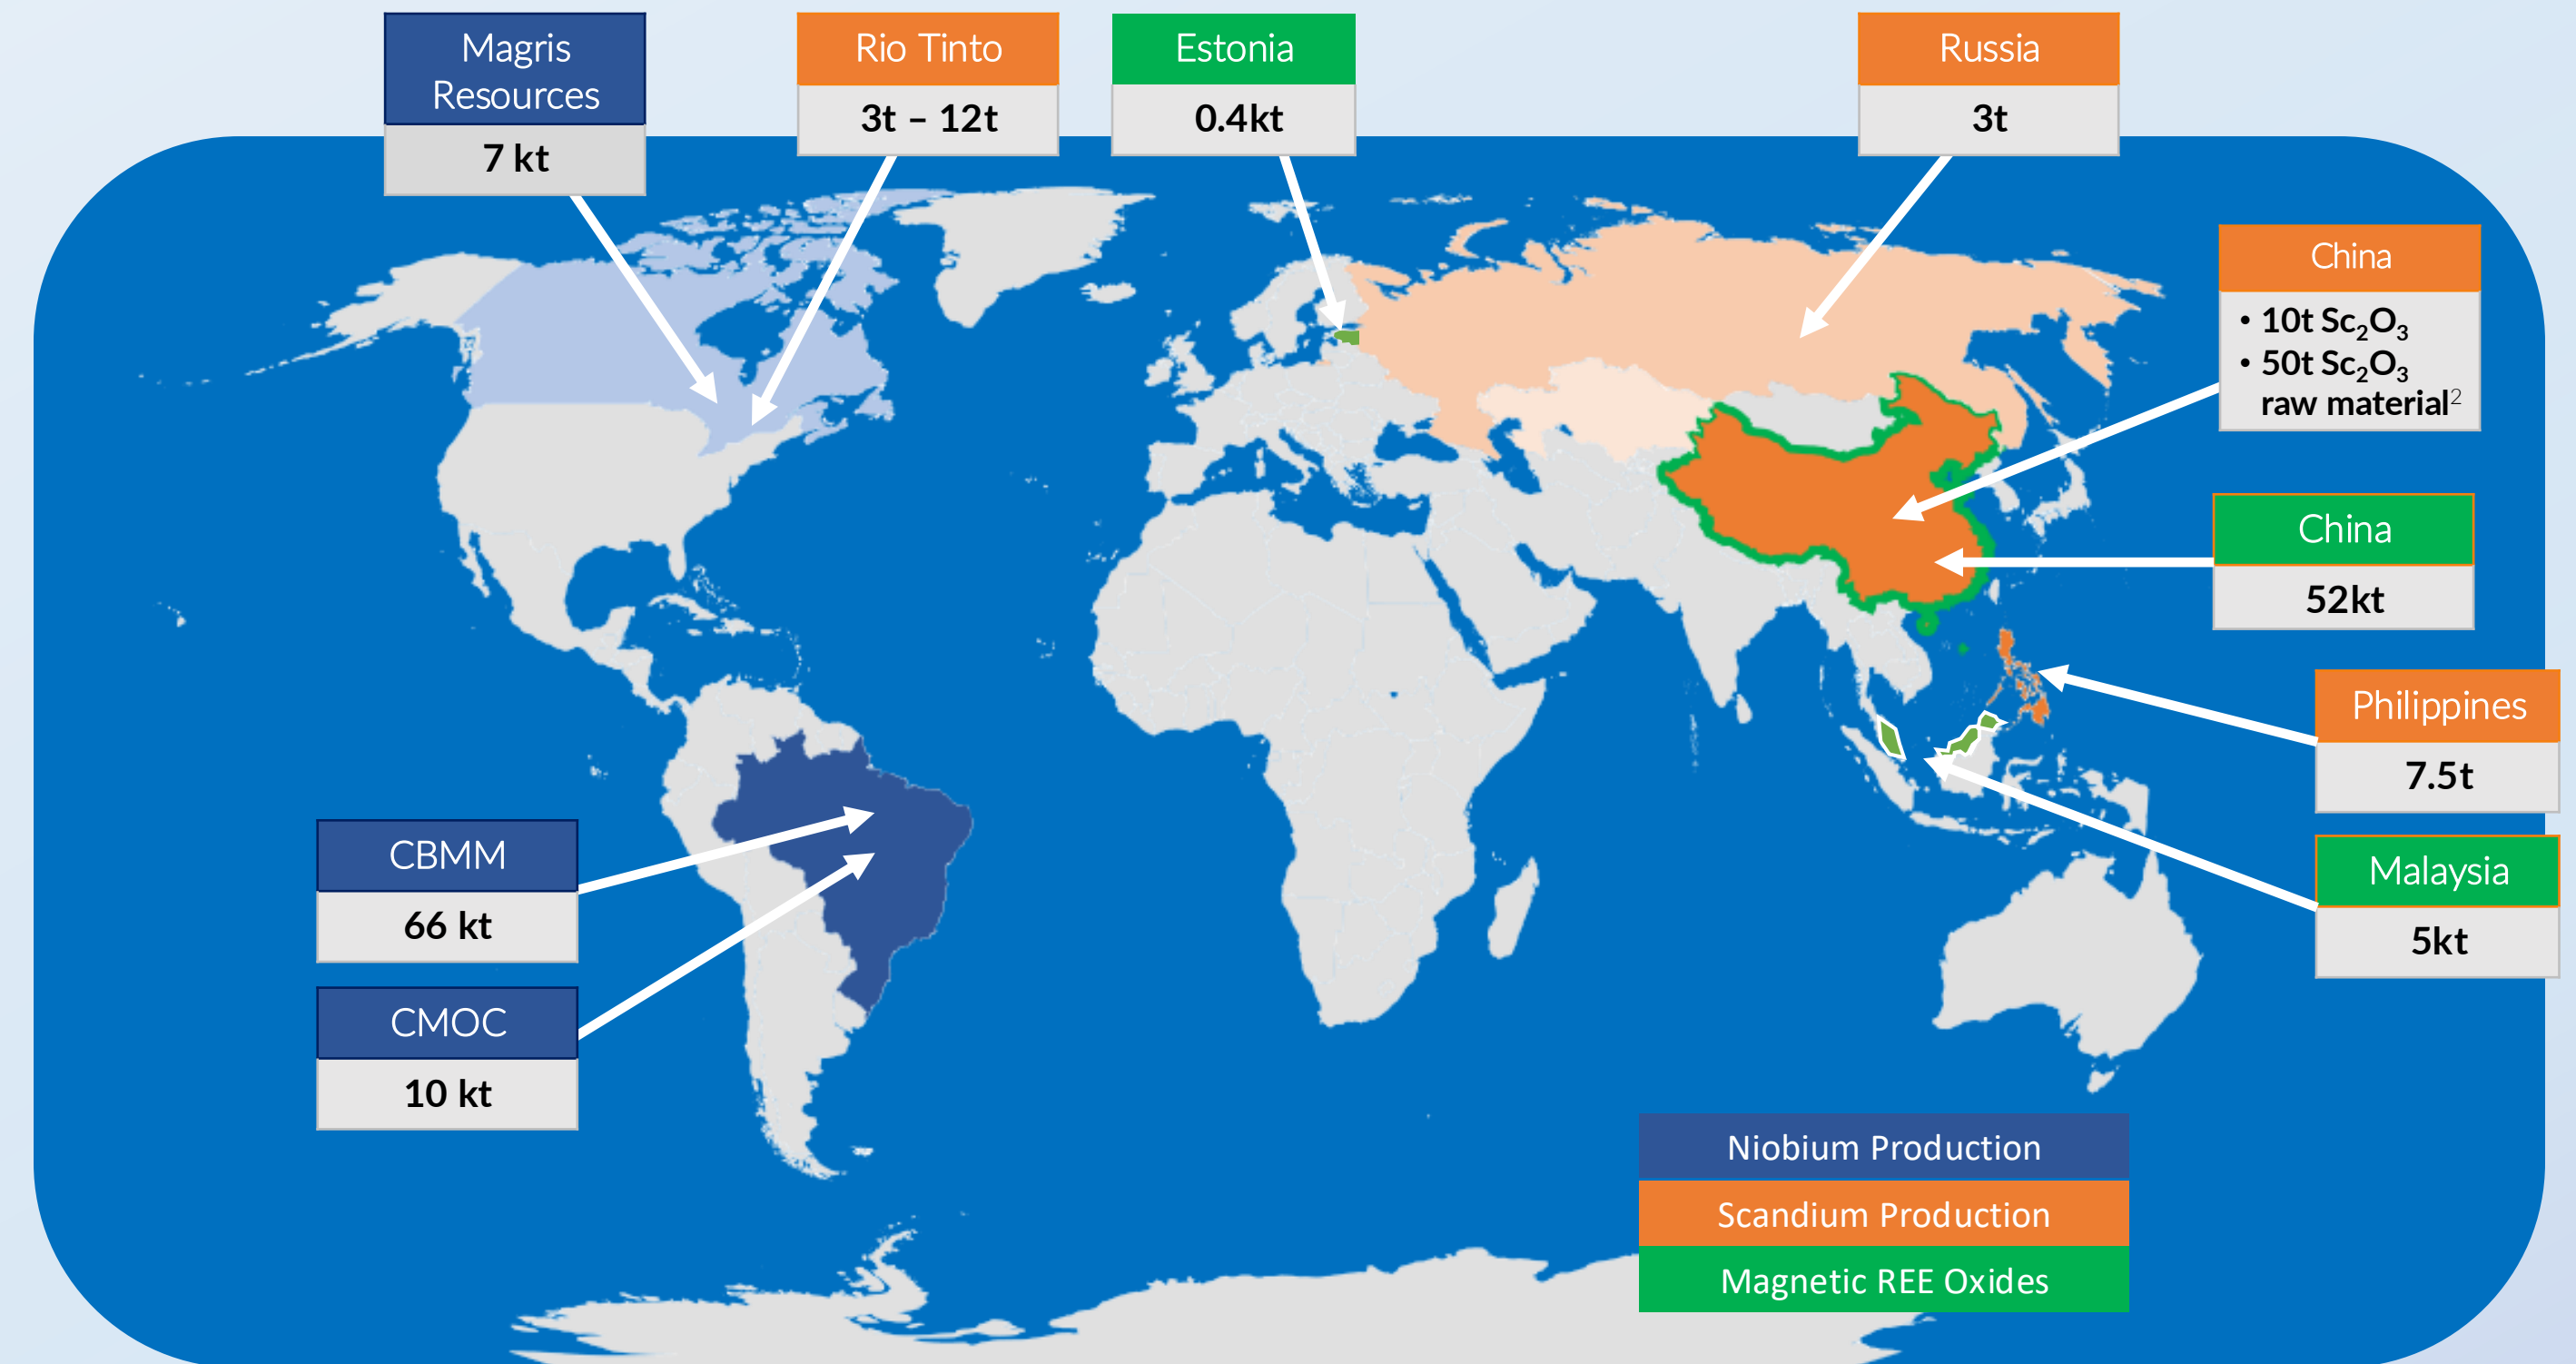 Magris
Resources
7 kt
Rio Tinto
3t – 12t
Estonia
0.4kt
Russia
3t
China
• 10t Sc₂O₃
• 50t Sc₂O₃
raw material²
China
52kt
Philippines
7.5t
Malaysia
5kt
CBMM
66 kt
CMOC
10 kt
Niobium Production
Scandium Production
Magnetic REE Oxides